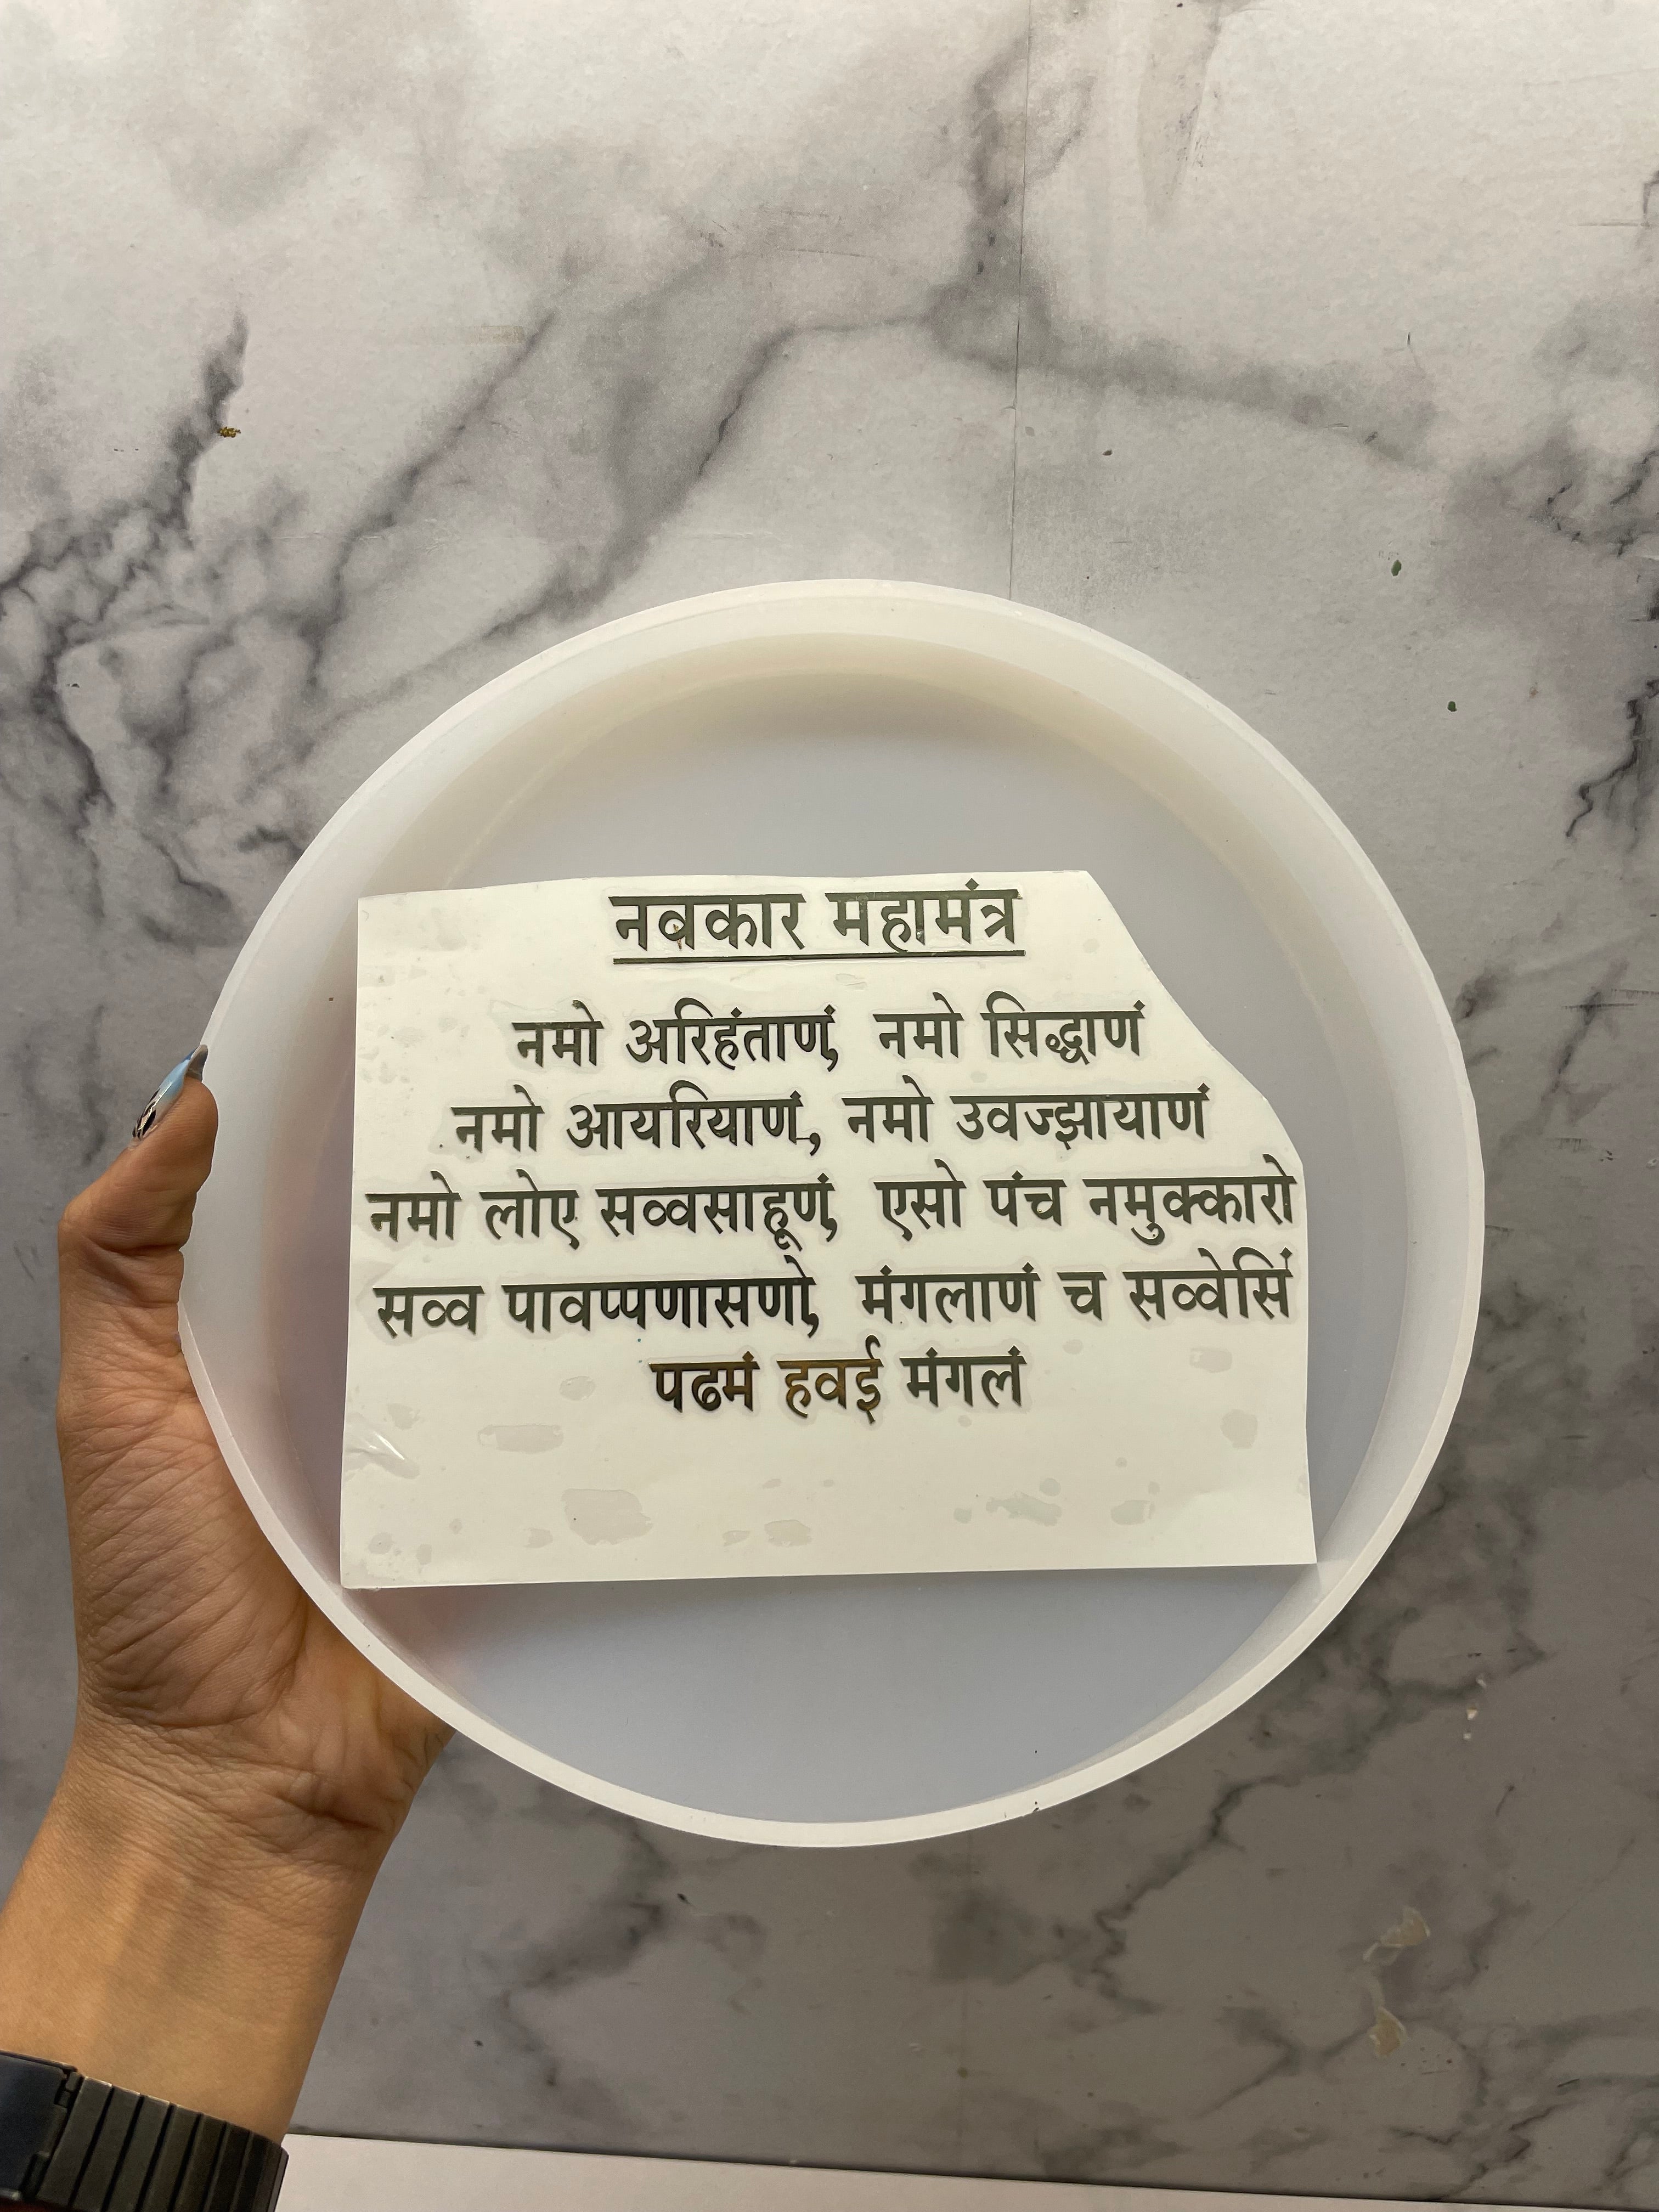 नवकार महामंत्र
नमो अरिहंताणं, नमो सिद्धाणं
नमो आयरियाणं, नमो उवज्झायाणं
नमो लोए सव्वसाहूणं, एसो पंच नमुक्कारो
सव्व पावप्पणासणो, मंगलाणं च सव्वेसिं
पढमं हवई मंगलं